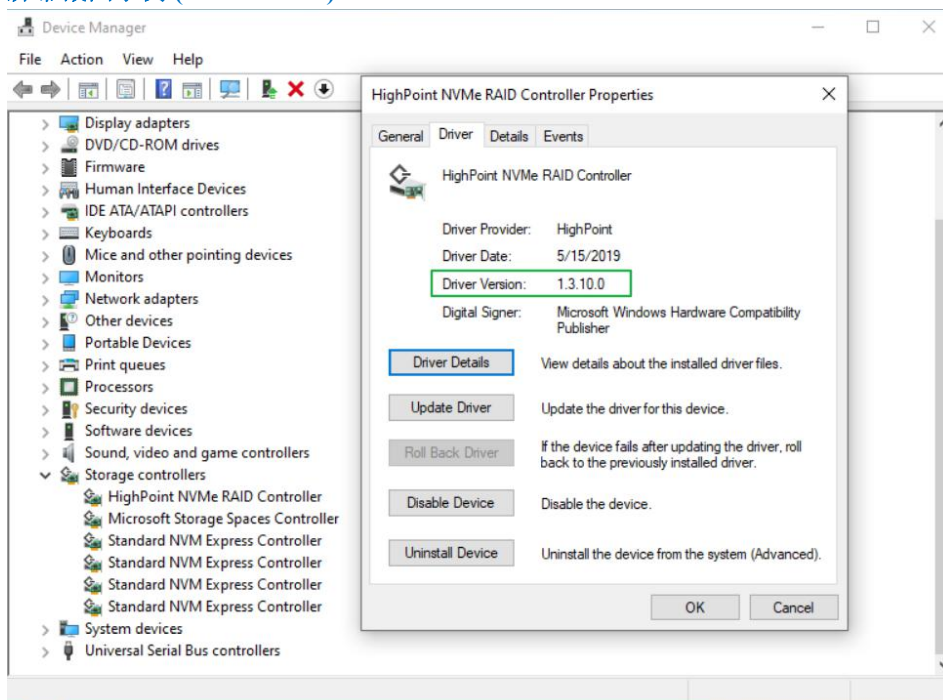 Device Manager
File Action View Help
Display adapters
DVD/CD-ROM drives
Firmware
Human Interface Devices
IDE ATA/ATAPI controllers
Keyboards
Mice and other pointing devices
Monitors
Network adapters
Other devices
Portable Devices
Print queues
Processors
Security devices
Software devices
Sound, video and game controllers
Storage controllers
HighPoint NVMe RAID Controller
Microsoft Storage Spaces Controller
Standard NVM Express Controller
Standard NVM Express Controller
Standard NVM Express Controller
Standard NVM Express Controller
System devices
Universal Serial Bus controllers
HighPoint NVMe RAID Controller Properties
General Driver Details Events
HighPoint NVMe RAID Controller
Driver Provider: HighPoint
Driver Date: 5/15/2019
Driver Version: 1.3.10.0
Digital Signer: Microsoft Windows Hardware Compatibility
Publisher
Driver Details View details about the installed driver files.
Update Driver Update the driver for this device.
Roll Back Driver If the device fails after updating the driver, roll
back to the previously installed driver.
Disable Device Disable the device.
Uninstall Device Uninstall the device from the system (Advanced).
OK Cancel